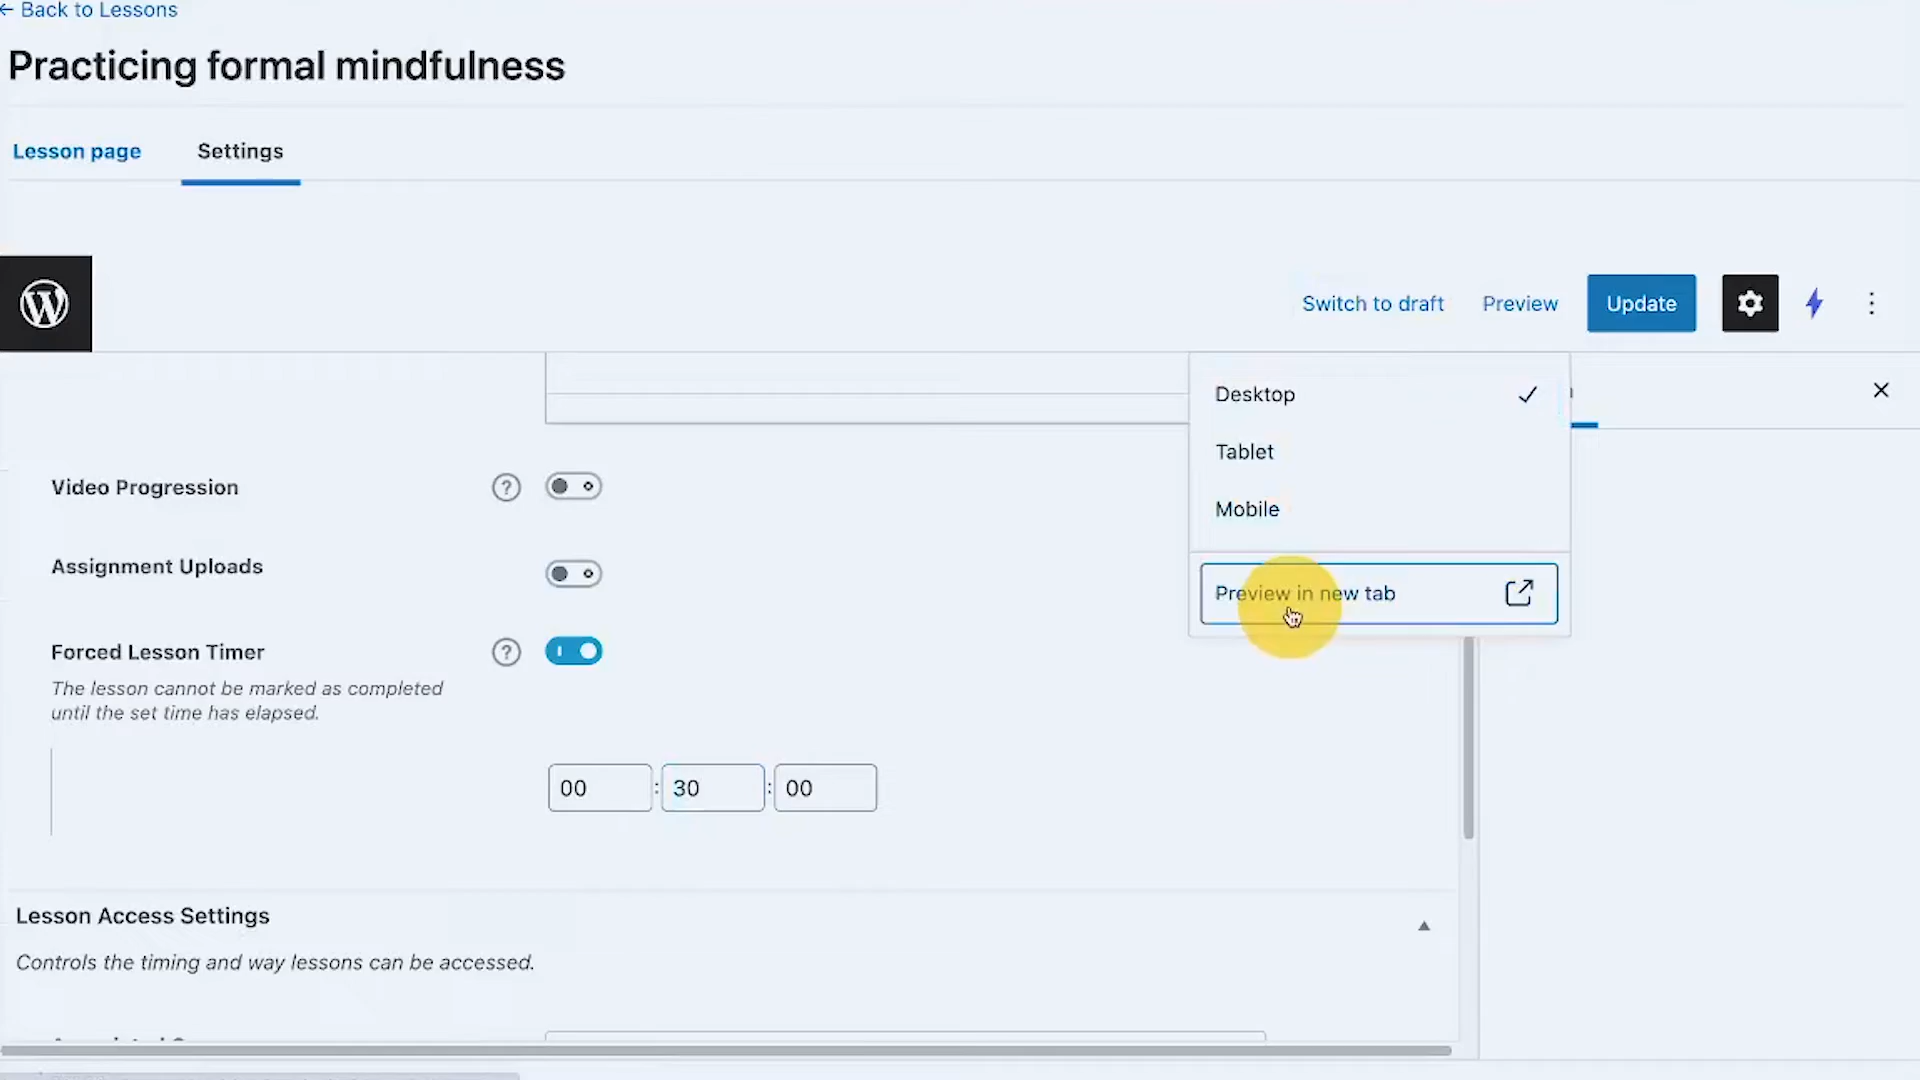 ← Back to Lessons
Practicing formal mindfulness
Lesson page
Settings
Switch to draft
Preview
Update
Desktop
Tablet
Mobile
Preview in new tab
Video Progression
?
Assignment Uploads
Forced Lesson Timer
?
The lesson cannot be marked as completed
until the set time has elapsed.
00 : 30 : 00
Lesson Access Settings
Controls the timing and way lessons can be accessed.